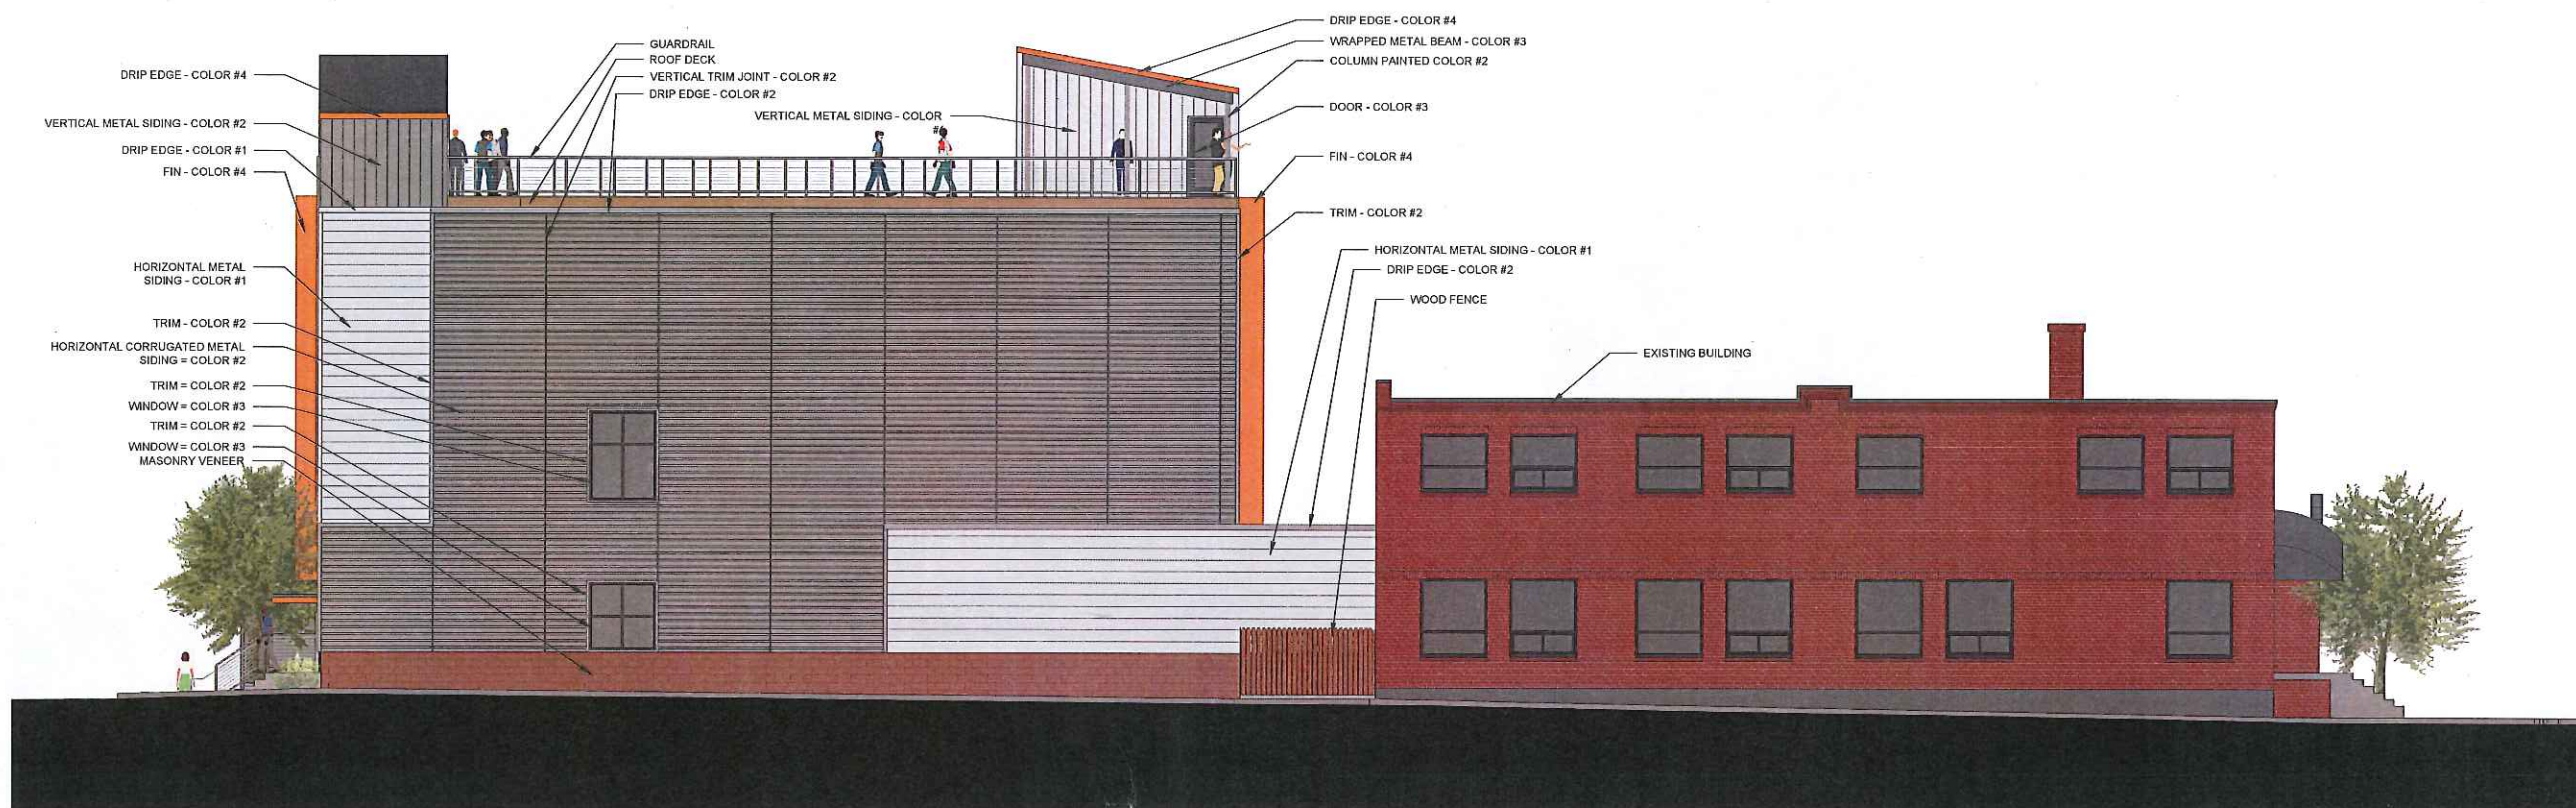 DRIP EDGE - COLOR #4
VERTICAL METAL SIDING - COLOR #2
DRIP EDGE - COLOR #1
FIN - COLOR #4
HORIZONTAL METAL
SIDING - COLOR #1
TRIM - COLOR #2
HORIZONTAL CORRUGATED METAL
SIDING = COLOR #2
TRIM = COLOR #2
WINDOW = COLOR #3
TRIM = COLOR #2
WINDOW = COLOR #3
MASONRY VENEER
GUARDRAIL
ROOF DECK
VERTICAL TRIM JOINT - COLOR #2
DRIP EDGE - COLOR #2
VERTICAL METAL SIDING - COLOR
DRIP EDGE - COLOR #4
WRAPPED METAL BEAM - COLOR #3
COLUMN PAINTED COLOR #2
DOOR - COLOR #3
FIN - COLOR #4
TRIM - COLOR #2
HORIZONTAL METAL SIDING - COLOR #1
DRIP EDGE - COLOR #2
WOOD FENCE
EXISTING BUILDING